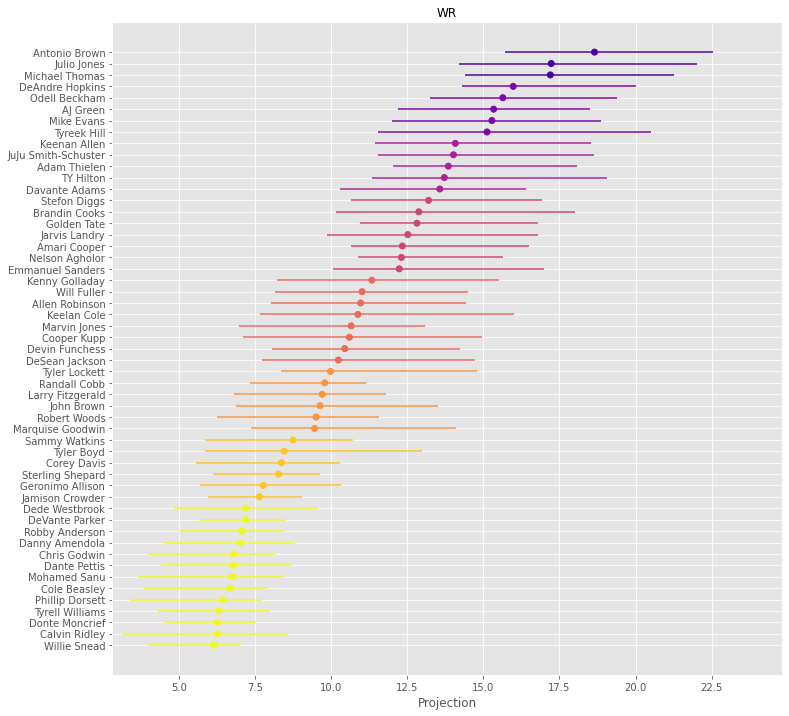 WR
Antonio Brown
Julio Jones
Michael Thomas
DeAndre Hopkins
Odell Beckham
AJ Green
Mike Evans
Tyreek Hill
Keenan Allen
JuJu Smith-Schuster
Adam Thielen
TY Hilton
Davante Adams
Stefon Diggs
Brandin Cooks
Golden Tate
Jarvis Landry
Amari Cooper
Nelson Agholor
Emmanuel Sanders
Kenny Golladay
Will Fuller
Allen Robinson
Keelan Cole
Marvin Jones
Cooper Kupp
Devin Funchess
DeSean Jackson
Tyler Lockett
Randall Cobb
Larry Fitzgerald
John Brown
Robert Woods
Marquise Goodwin
Sammy Watkins
Tyler Boyd
Corey Davis
Sterling Shepard
Geronimo Allison
Jamison Crowder
Dede Westbrook
DeVante Parker
Robby Anderson
Danny Amendola
Chris Godwin
Dante Pettis
Mohamed Sanu
Cole Beasley
Phillip Dorsett
Tyrell Williams
Donte Moncrief
Calvin Ridley
Willie Snead
5.0 7.5 10.0 12.5 15.0 17.5 20.0 22.5
Projection